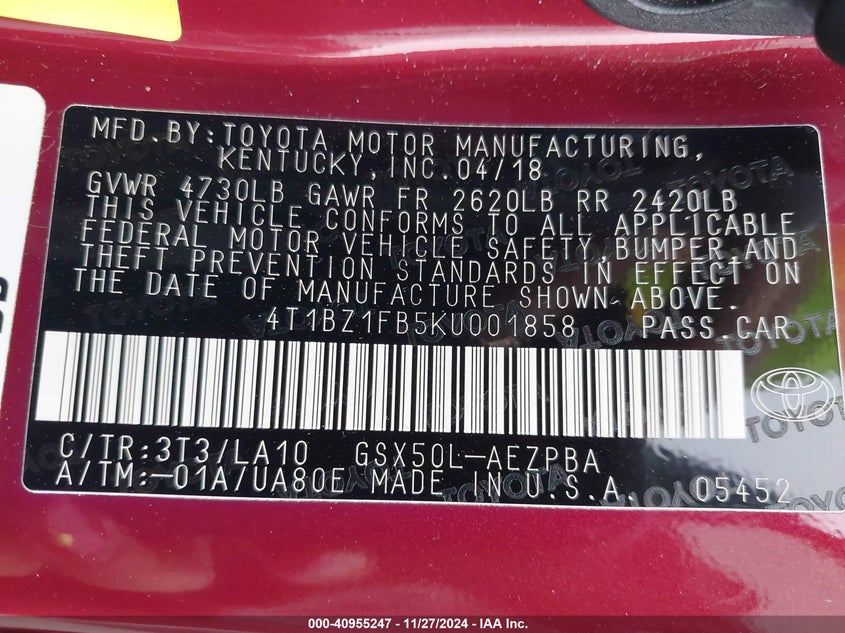 MFD. BY: TOYOTA MOTOR MANUFACTURING,
KENTUCKY, INC. 04/18
GVWR 4730LB GAWR FR 2620LB RR 2420LB
THIS VEHICLE CONFORMS TO ALL APPLICABLE
FEDERAL MOTOR VEHICLE SAFETY, BUMPER, AND
THEFT PREVENTION STANDARDS IN EFFECT ON
THE DATE OF MANUFACTURE SHOWN ABOVE.
4T1BZ1FB5KU001858 PASS.CAR
C/TR:3T3/LA10 GSX50L-AEZPBA
A/TM:-01A/UA80E MADE IN U.S.A. 05452
000-40955247 - 11/27/2024 - IAA Inc.